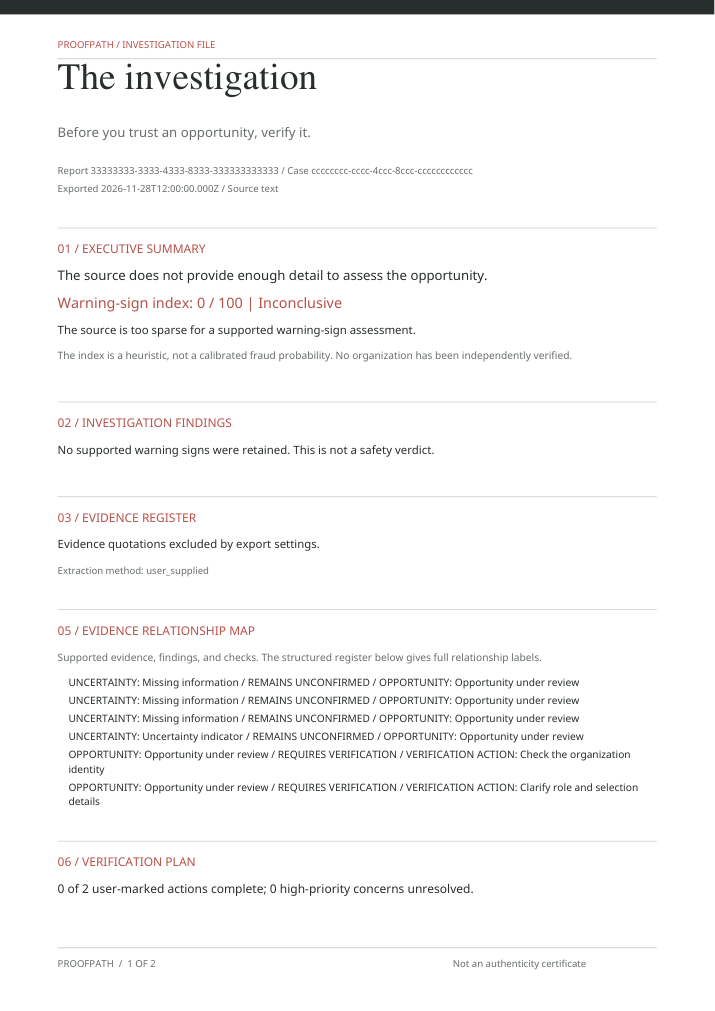 PROOFPATH / INVESTIGATION FILE
The investigation
Before you trust an opportunity, verify it.
Report 33333333-3333-4333-8333-333333333333 / Case cccccccc-cccc-4ccc-8ccc-cccccccccccc
Exported 2026-11-28T12:00:00.000Z / Source text
01 / EXECUTIVE SUMMARY
The source does not provide enough detail to assess the opportunity.
Warning-sign index: 0 / 100 | Inconclusive
The source is too sparse for a supported warning-sign assessment.
The index is a heuristic, not a calibrated fraud probability. No organization has been independently verified.
02 / INVESTIGATION FINDINGS
No supported warning signs were retained. This is not a safety verdict.
03 / EVIDENCE REGISTER
Evidence quotations excluded by export settings.
Extraction method: user_supplied
05 / EVIDENCE RELATIONSHIP MAP
Supported evidence, findings, and checks. The structured register below gives full relationship labels.
UNCERTAINTY: Missing information / REMAINS UNCONFIRMED / OPPORTUNITY: Opportunity under review
UNCERTAINTY: Missing information / REMAINS UNCONFIRMED / OPPORTUNITY: Opportunity under review
UNCERTAINTY: Missing information / REMAINS UNCONFIRMED / OPPORTUNITY: Opportunity under review
UNCERTAINTY: Uncertainty indicator / REMAINS UNCONFIRMED / OPPORTUNITY: Opportunity under review
OPPORTUNITY: Opportunity under review / REQUIRES VERIFICATION / VERIFICATION ACTION: Check the organization
identity
OPPORTUNITY: Opportunity under review / REQUIRES VERIFICATION / VERIFICATION ACTION: Clarify role and selection
details
06 / VERIFICATION PLAN
0 of 2 user-marked actions complete; 0 high-priority concerns unresolved.
PROOFPATH / 1 OF 2
Not an authenticity certificate